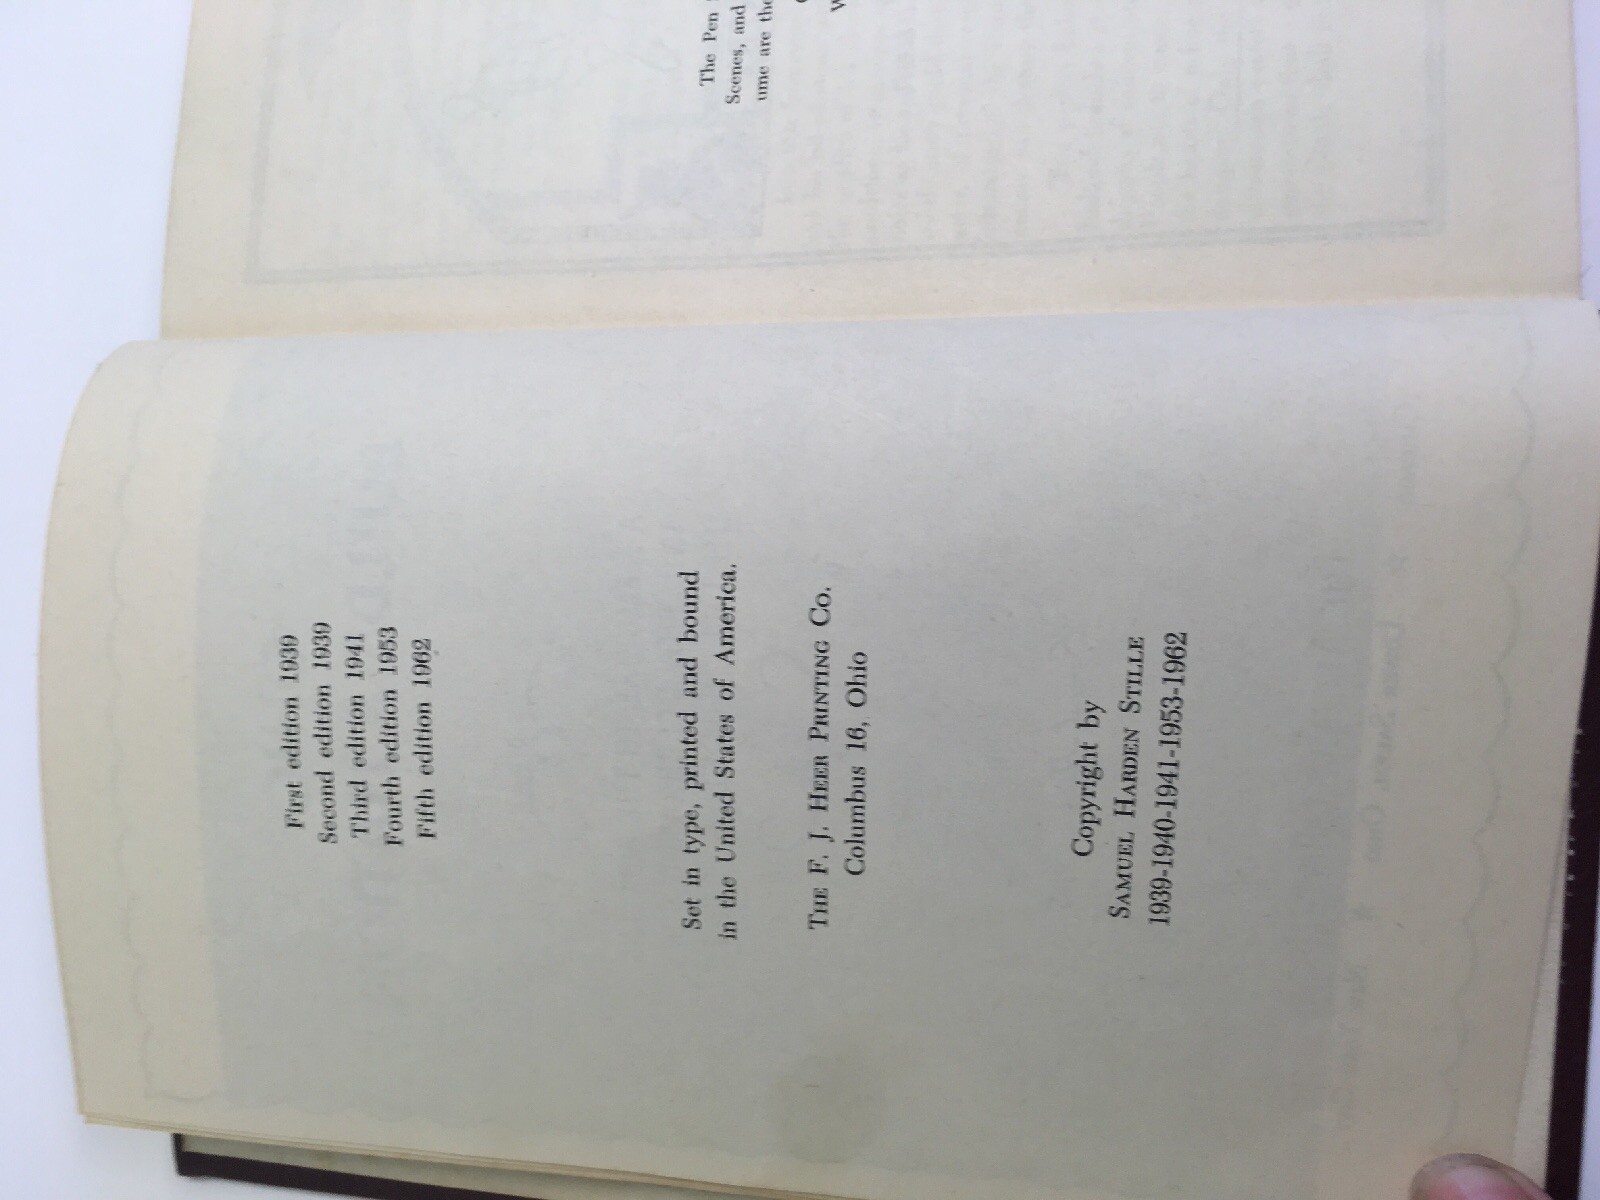 First edition 1939
Second edition 1939
Third edition 1941
Fourth edition 1953
Fifth edition 1962
Set in type, printed and bound
in the United States of America.
THE F. J. HEER PRINTING CO.
Columbus 16, Ohio
Copyright by
SAMUEL HARDEN STILLE
1939-1940-1941-1953-1962
The Pen
Scenes, and
ume are the